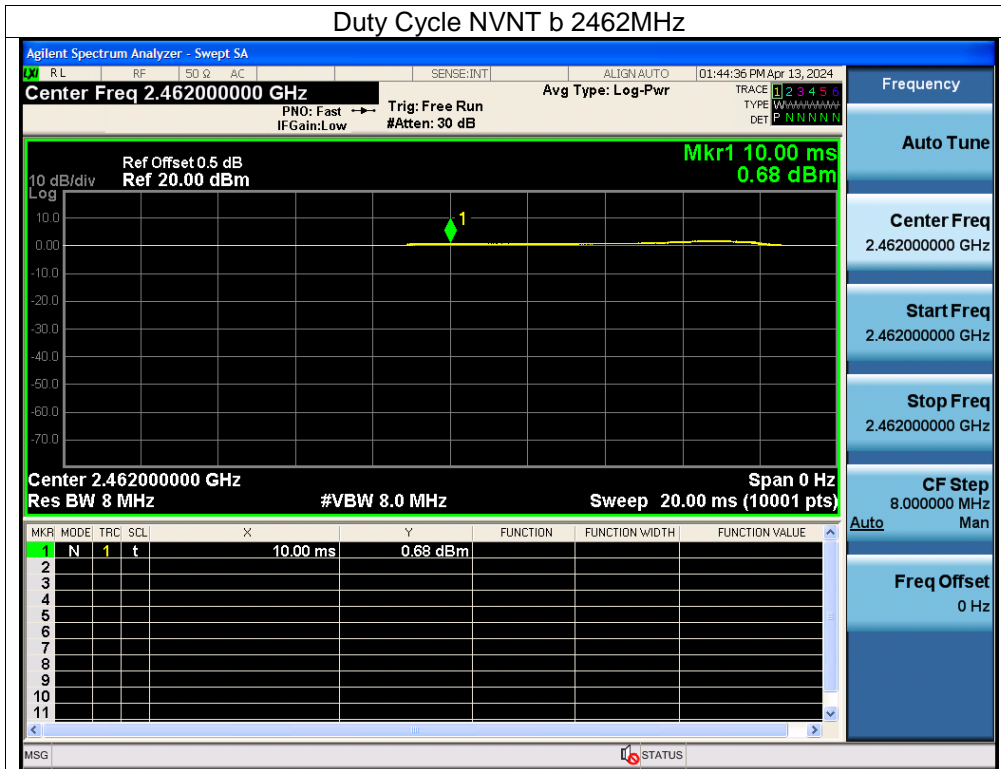 Duty Cycle NVNT b 2462MHz
Agilent Spectrum Analyzer - Swept SA
LXI RL RF 50 Ω AC SENSE:INT ALIGN AUTO 01:44:36 PM Apr 13, 2024
Center Freq 2.462000000 GHz Avg Type: Log-Pwr TRACE 1 2 3 4 5 6
PNO: Fast Trig: Free Run TYPE WWWWWW
IFGain:Low #Atten: 30 dB DET P N N N N N
Frequency
Auto Tune
Center Freq
2.462000000 GHz
Start Freq
2.462000000 GHz
Stop Freq
2.462000000 GHz
CF Step
8.000000 MHz
Auto Man
Freq Offset
0 Hz
Mkr1 10.00 ms
0.68 dBm
Ref Offset 0.5 dB
10 dB/div Ref 20.00 dBm
Log
10.0
0.00
-10.0
-20.0
-30.0
-40.0
-50.0
-60.0
-70.0
1
Center 2.462000000 GHz Span 0 Hz
Res BW 8 MHz #VBW 8.0 MHz Sweep 20.00 ms (10001 pts)
MKR MODE TRC SCL X Y FUNCTION FUNCTION WIDTH FUNCTION VALUE
1 N 1 t 10.00 ms 0.68 dBm
2
3
4
5
6
7
8
9
10
11
MSG STATUS